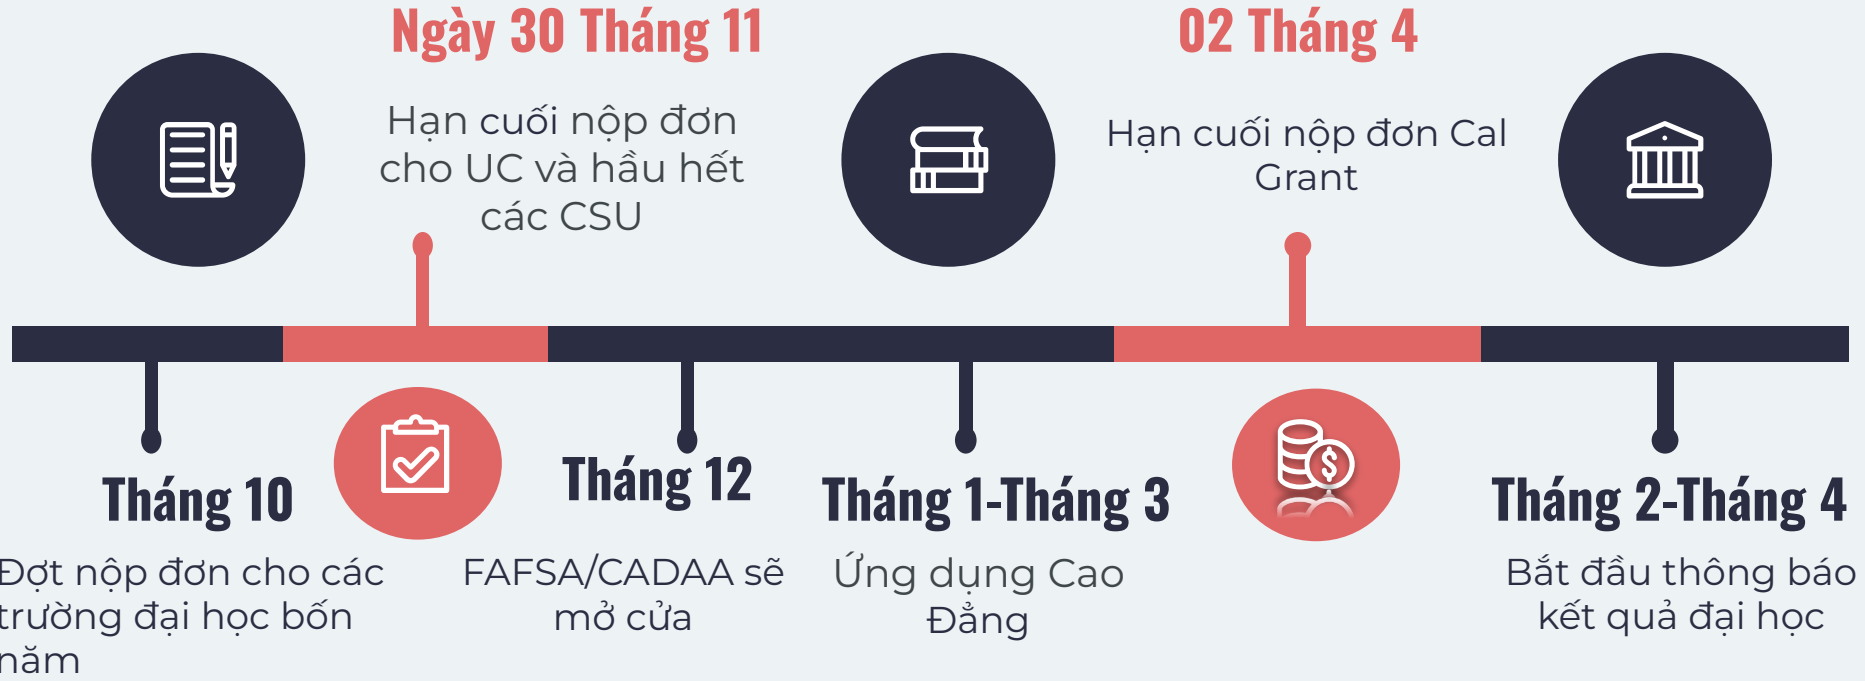 Ngày 30 Tháng 11
Hạn cuối nộp đơn
cho UC và hầu hết
các CSU
02 Tháng 4
Hạn cuối nộp đơn Cal
Grant
Tháng 10
Đợt nộp đơn cho các
trường đại học bốn
năm
Tháng 12
FAFSA/CADAA sẽ
mở cửa
Tháng 1-Tháng 3
Ứng dụng Cao
Đẳng
$
Tháng 2-Tháng 4
Bắt đầu thông báo
kết quả đại học